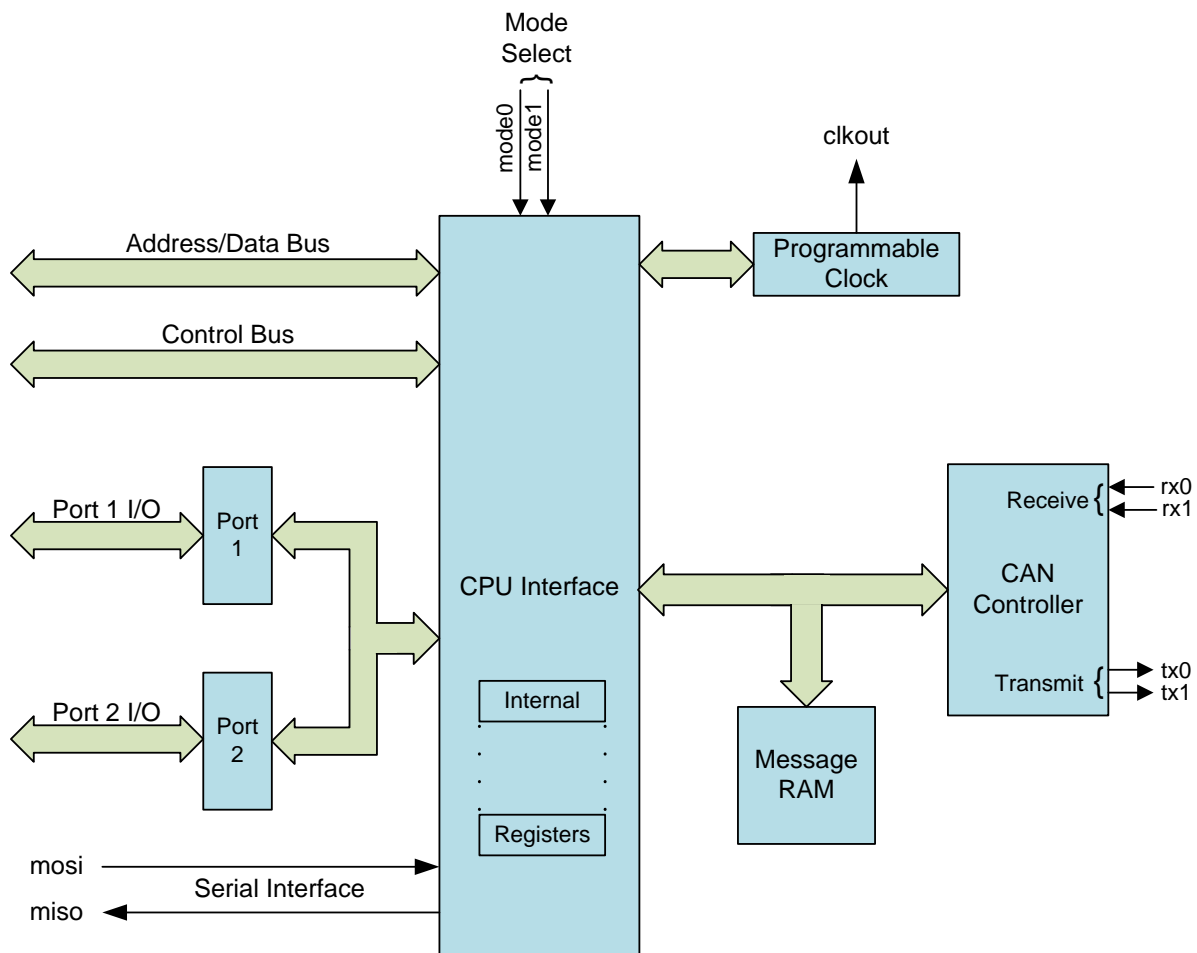 Mode
Select
mode0
mode1
clkout
Address/Data Bus
Programmable
Clock
Control Bus
Port 1 I/O
Port
1
Receive
rx0
rx1
CPU Interface
CAN
Controller
Port 2 I/O
Port
2
Internal
Transmit
tx0
tx1
Message
RAM
Registers
mosi
Serial Interface
miso